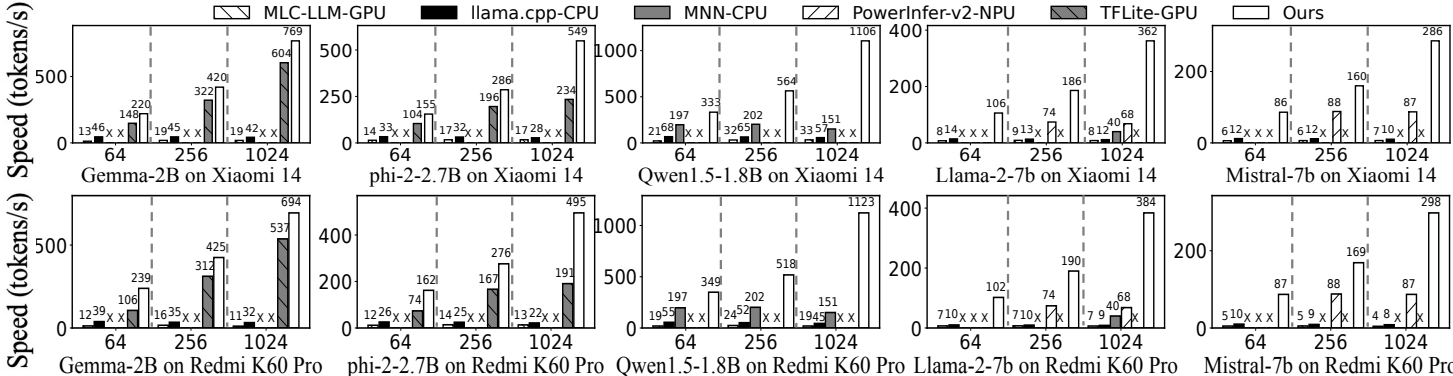 MLC-LLM-GPU llama.cpp-CPU MNN-CPU PowerInfer-v2-NPU TFLite-GPU Ours
Speed (tokens/s)
500
0
13 46 X X 148 220
19 45 X X 322 420
19 42 X X 604 769
64 256 1024
Gemma-2B on Xiaomi 14
500
250
0
14 33 X X 104 155
17 32 X X 196 286
17 28 X X 234 549
64 256 1024
phi-2-2.7B on Xiaomi 14
1000
500
0
21 68 197 X X 333
32 65 202 X X 564
33 57 151 X X 1106
64 256 1024
Qwen1.5-1.8B on Xiaomi 14
400
200
0
8 14 X X X 106
9 13 X 74 X 186
8 12 40 68 X 362
64 256 1024
Llama-2-7b on Xiaomi 14
200
0
6 12 X X X 86
6 12 X 88 X 160
7 10 X 87 X 286
64 256 1024
Mistral-7b on Xiaomi 14
Speed (tokens/s)
500
0
12 39 X X 106 239
16 35 X X 312 425
11 32 X X 537 694
64 256 1024
Gemma-2B on Redmi K60 Pro
400
200
0
12 26 X X 74 162
14 25 X X 167 276
13 22 X X 191 495
64 256 1024
phi-2-2.7B on Redmi K60 Pro
1000
500
0
19 55 197 X X 349
24 52 202 X X 518
19 45 151 X X 1123
64 256 1024
Qwen1.5-1.8B on Redmi K60 Pro
400
200
0
7 10 X X X 102
7 10 X 74 X 190
7 9 40 68 X 384
64 256 1024
Llama-2-7b on Redmi K60 Pro
200
0
5 10 X X X 87
5 9 X 88 X 169
4 8 X 87 X 298
64 256 1024
Mistral-7b on Redmi K60 Pro